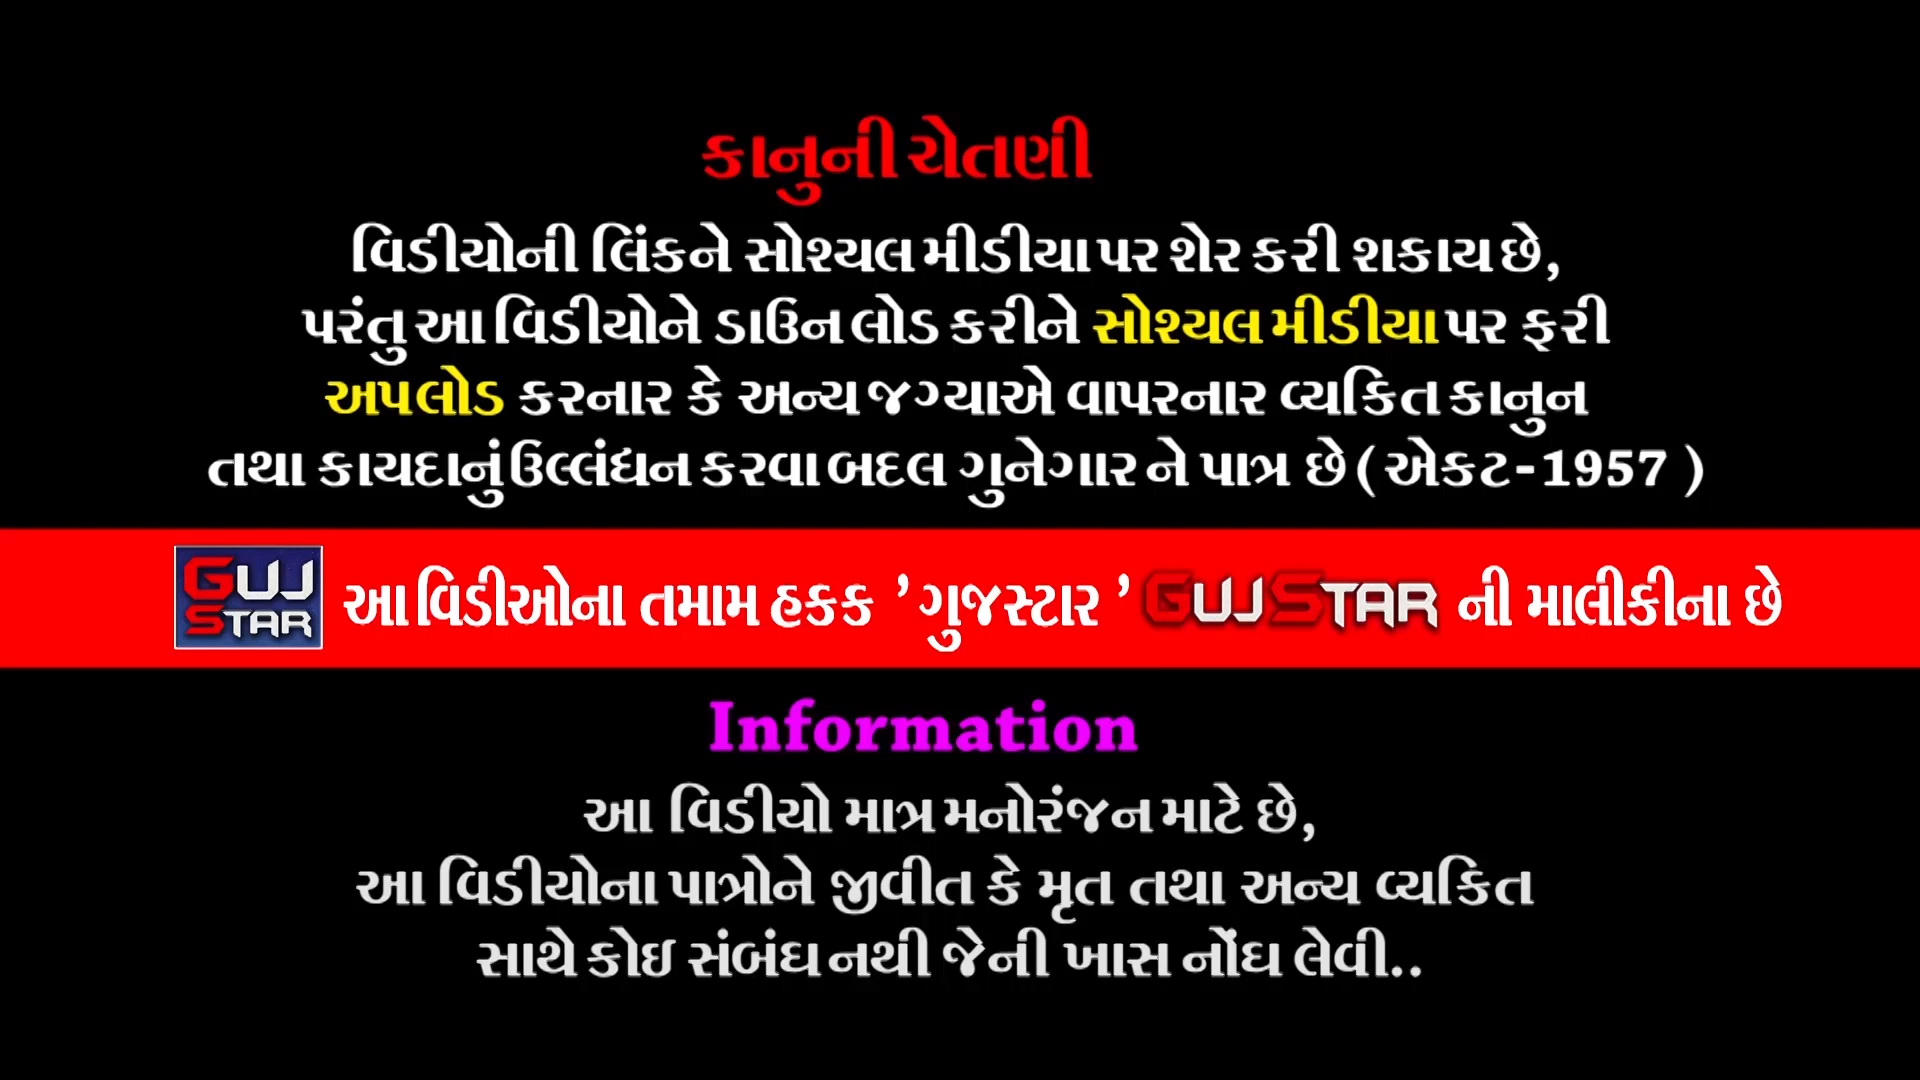 કાનુની ચેતણી
વિડીયોની લિંકને સોશ્યલ મીડીયા પર શેર કરી શકાય છે,
પરંતુ આ વિડીયોને ડાઉન લોડ કરીને સોશ્યલ મીડીયા પર ફરી
અપલોડ કરનાર કે અન્ય જગ્યાએ વાપરનાર વ્યકિત કાનુન
તથા કાયદાનું ઉલ્લંઘન કરવા બદલ ગુનેગાર ને પાત્ર છે ( એકટ-1957 )
GUJ STAR આ વિડીઓના તમામ હકક ’ ગુજસ્ટાર ’ GUJ STAR ની માલીકીના છે
Information
આ વિડીયો માત્ર મનોરંજન માટે છે,
આ વિડીયોના પાત્રોને જીવીત કે મૃત તથા અન્ય વ્યકિત
સાથે કોઇ સંબંઘ નથી જેની ખાસ નોંઘ લેવી..